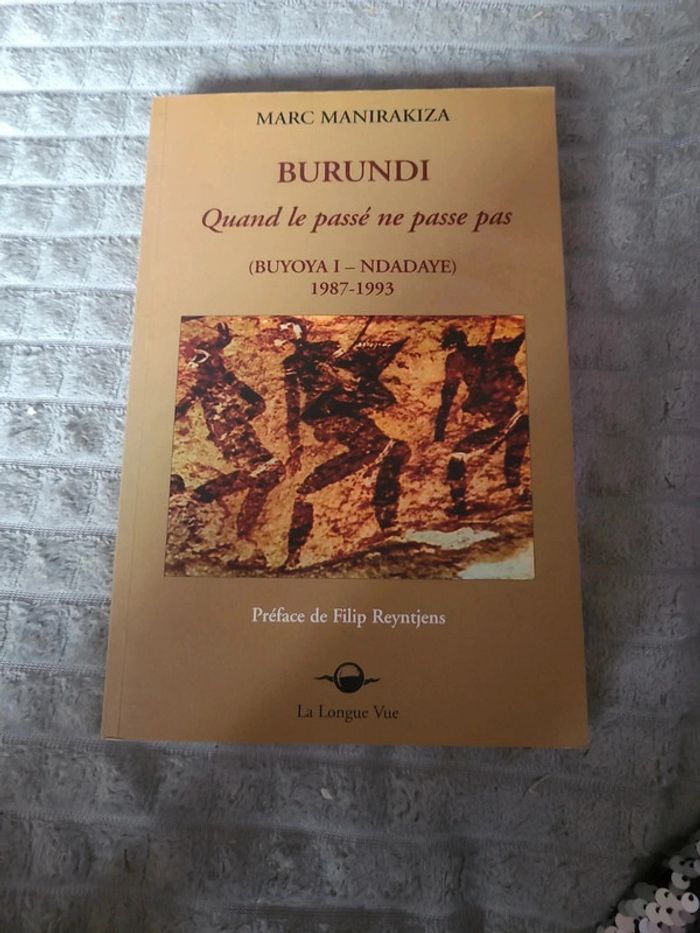 MARC MANIRAKIZA
BURUNDI
Quand le passé ne passe pas
(BUYOYA I – NDADAYE)
1987-1993
Préface de Filip Reyntjens
La Longue Vue